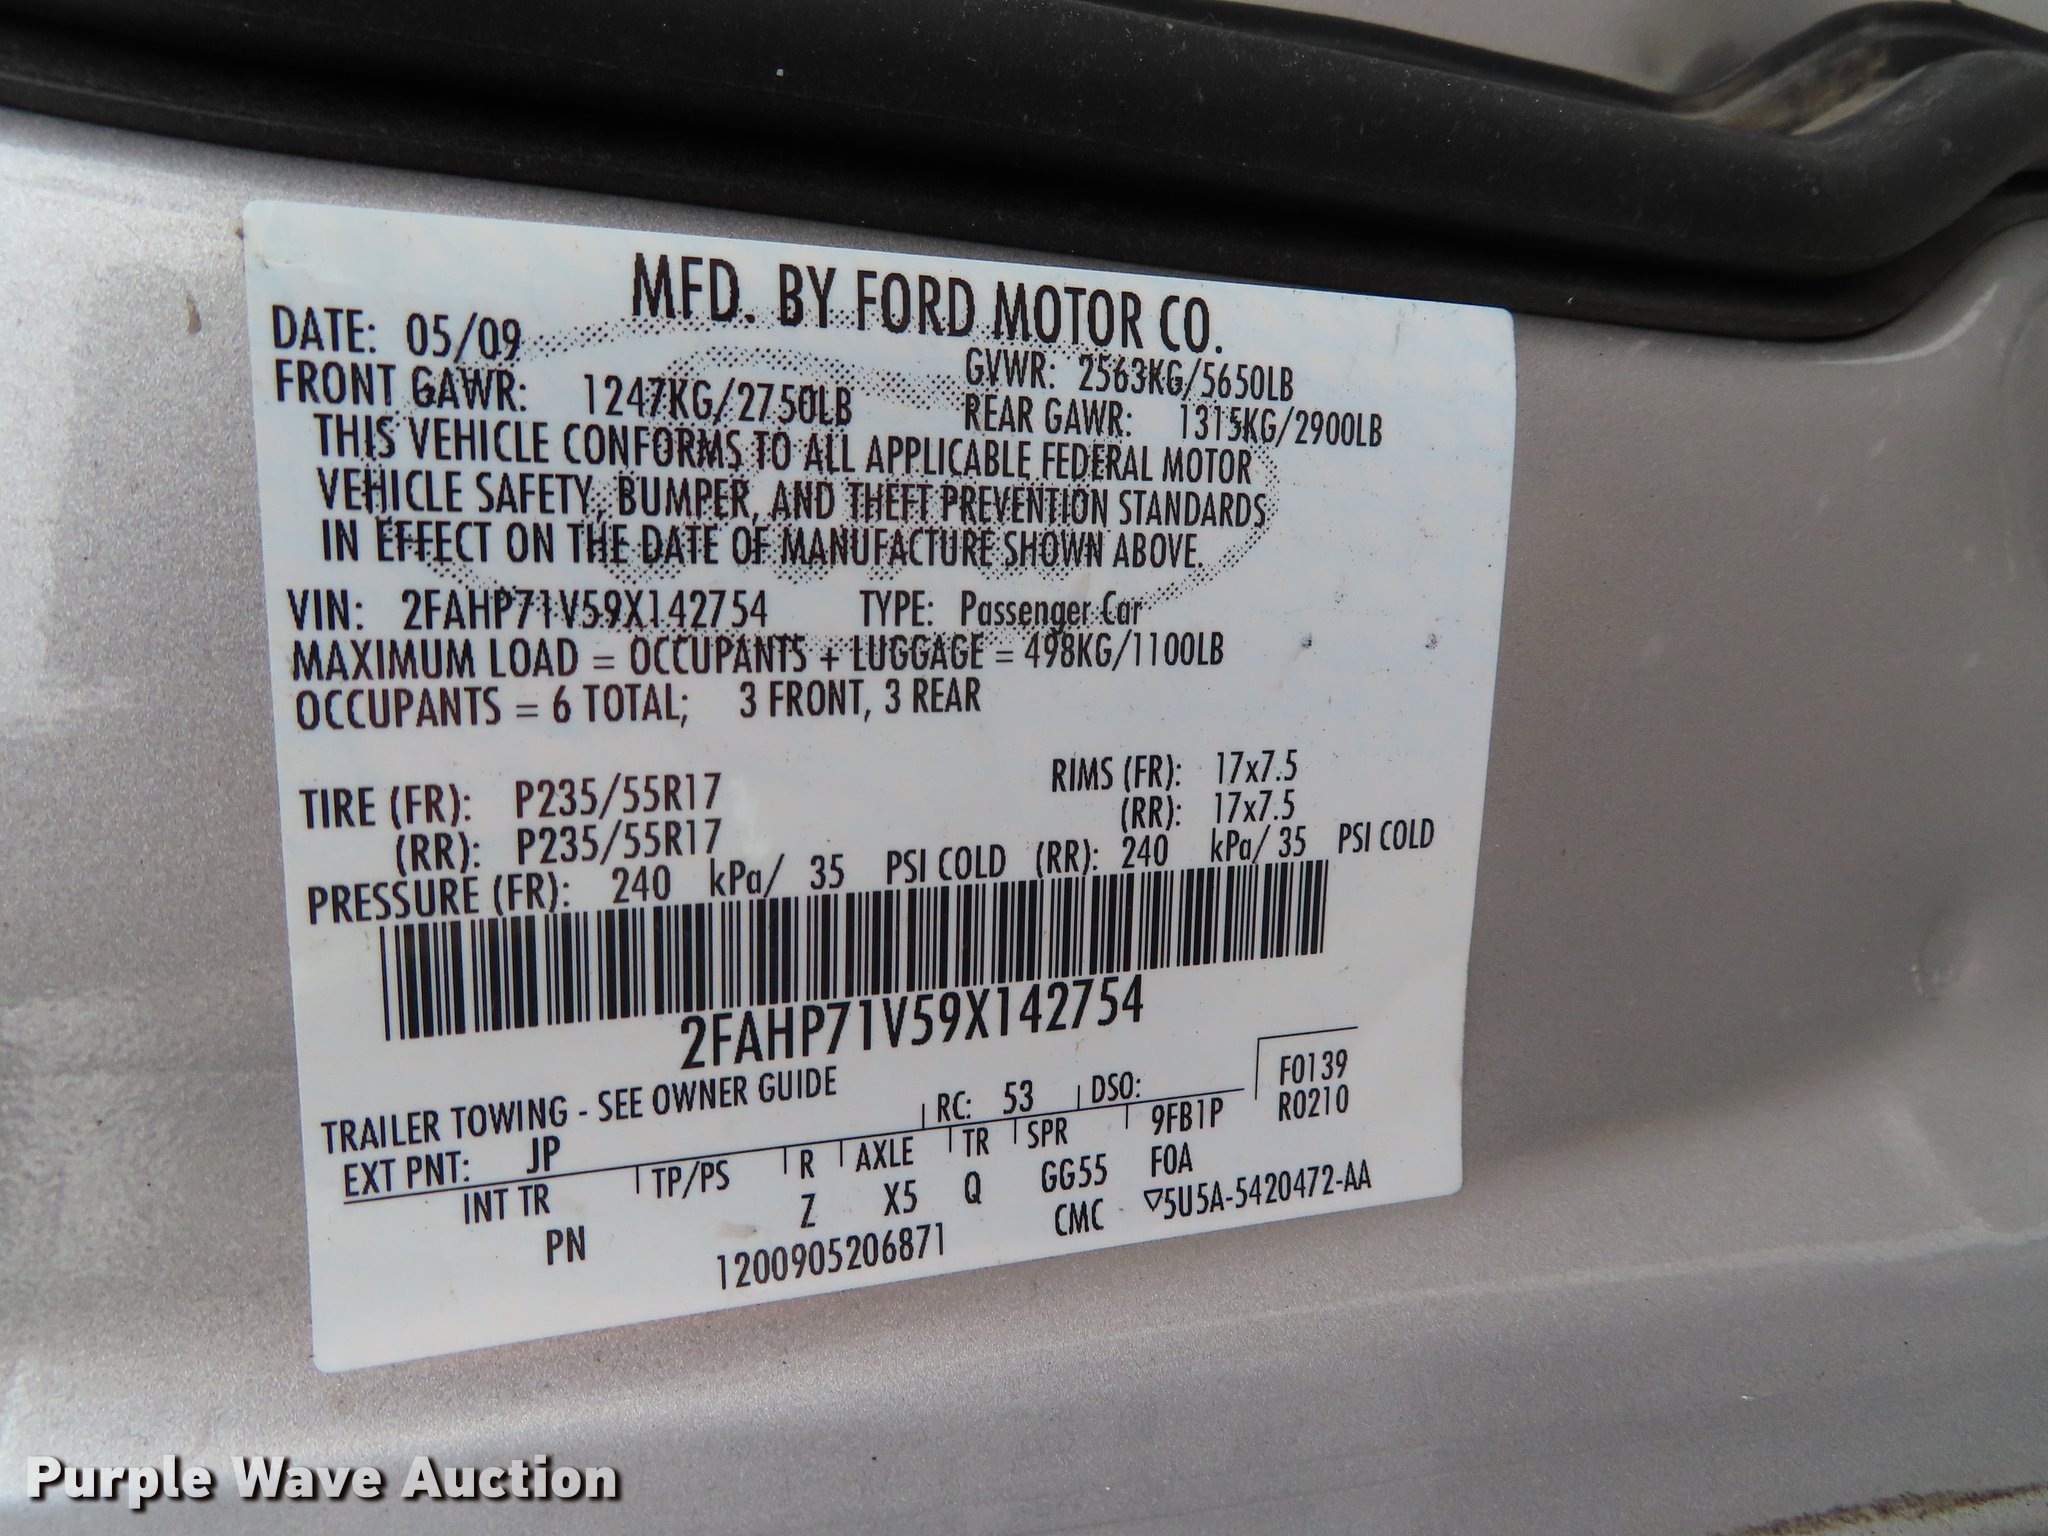 MFD. BY FORD MOTOR CO.
DATE: 05/09
GVWR: 2563KG/5650LB
FRONT GAWR: 1247KG/2750LB
REAR GAWR: 1315KG/2900LB
THIS VEHICLE CONFORMS TO ALL APPLICABLE FEDERAL MOTOR
VEHICLE SAFETY, BUMPER, AND THEFT PREVENTION STANDARDS
IN EFFECT ON THE DATE OF MANUFACTURE SHOWN ABOVE.
VIN: 2FAHP71V59X142754 TYPE: Passenger Car
MAXIMUM LOAD = OCCUPANTS + LUGGAGE = 498KG/1100LB
OCCUPANTS = 6 TOTAL; 3 FRONT, 3 REAR
TIRE (FR): P235/55R17 RIMS (FR): 17x7.5
(RR): P235/55R17 (RR): 17x7.5
PRESSURE (FR): 240 kPa/ 35 PSI COLD (RR): 240 kPa/ 35 PSI COLD
2FAHP71V59X142754
TRAILER TOWING - SEE OWNER GUIDE
F0139
R0210
EXT PNT: JP RC: 53 DSO:
INT TR TP/PS R AXLE TR SPR 9FB1P
PN Z X5 Q GG55 F0A
1200905206871 CMC ▽5U5A-5420472-AA
Purple Wave Auction